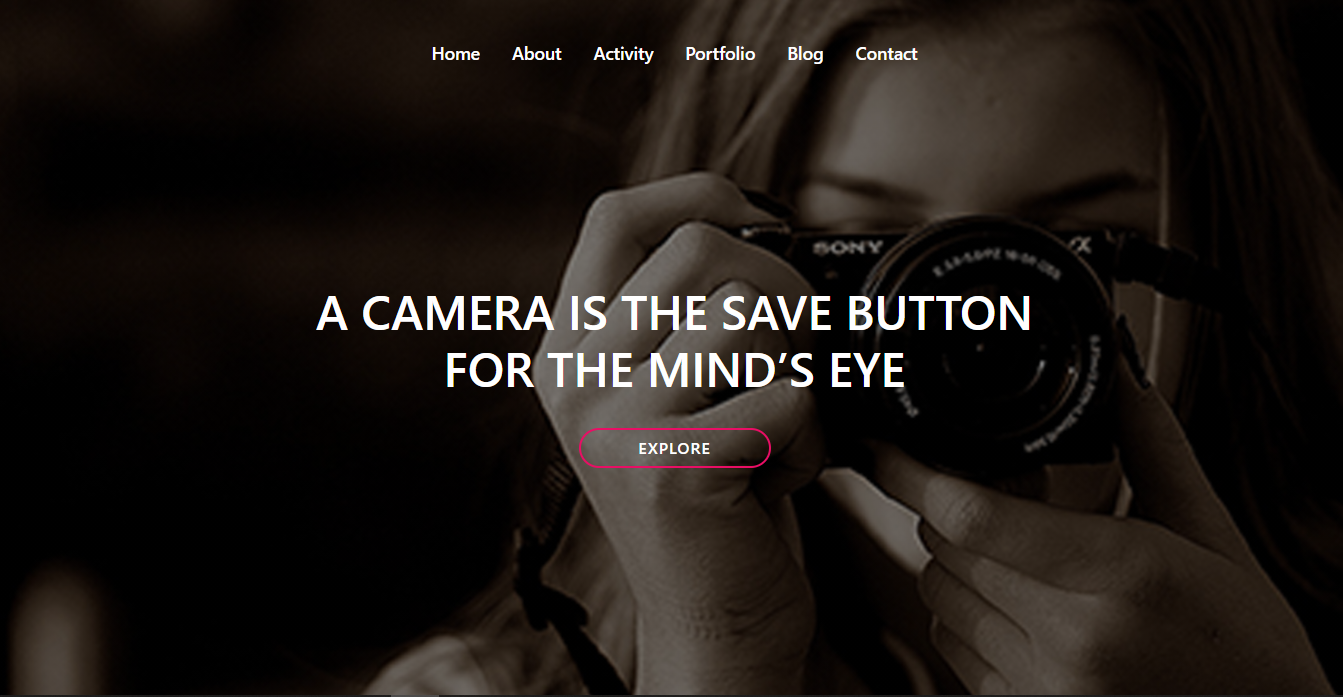 Home About Activity Portfolio Blog Contact
SONY
A CAMERA IS THE SAVE BUTTON
FOR THE MIND’S EYE
EXPLORE